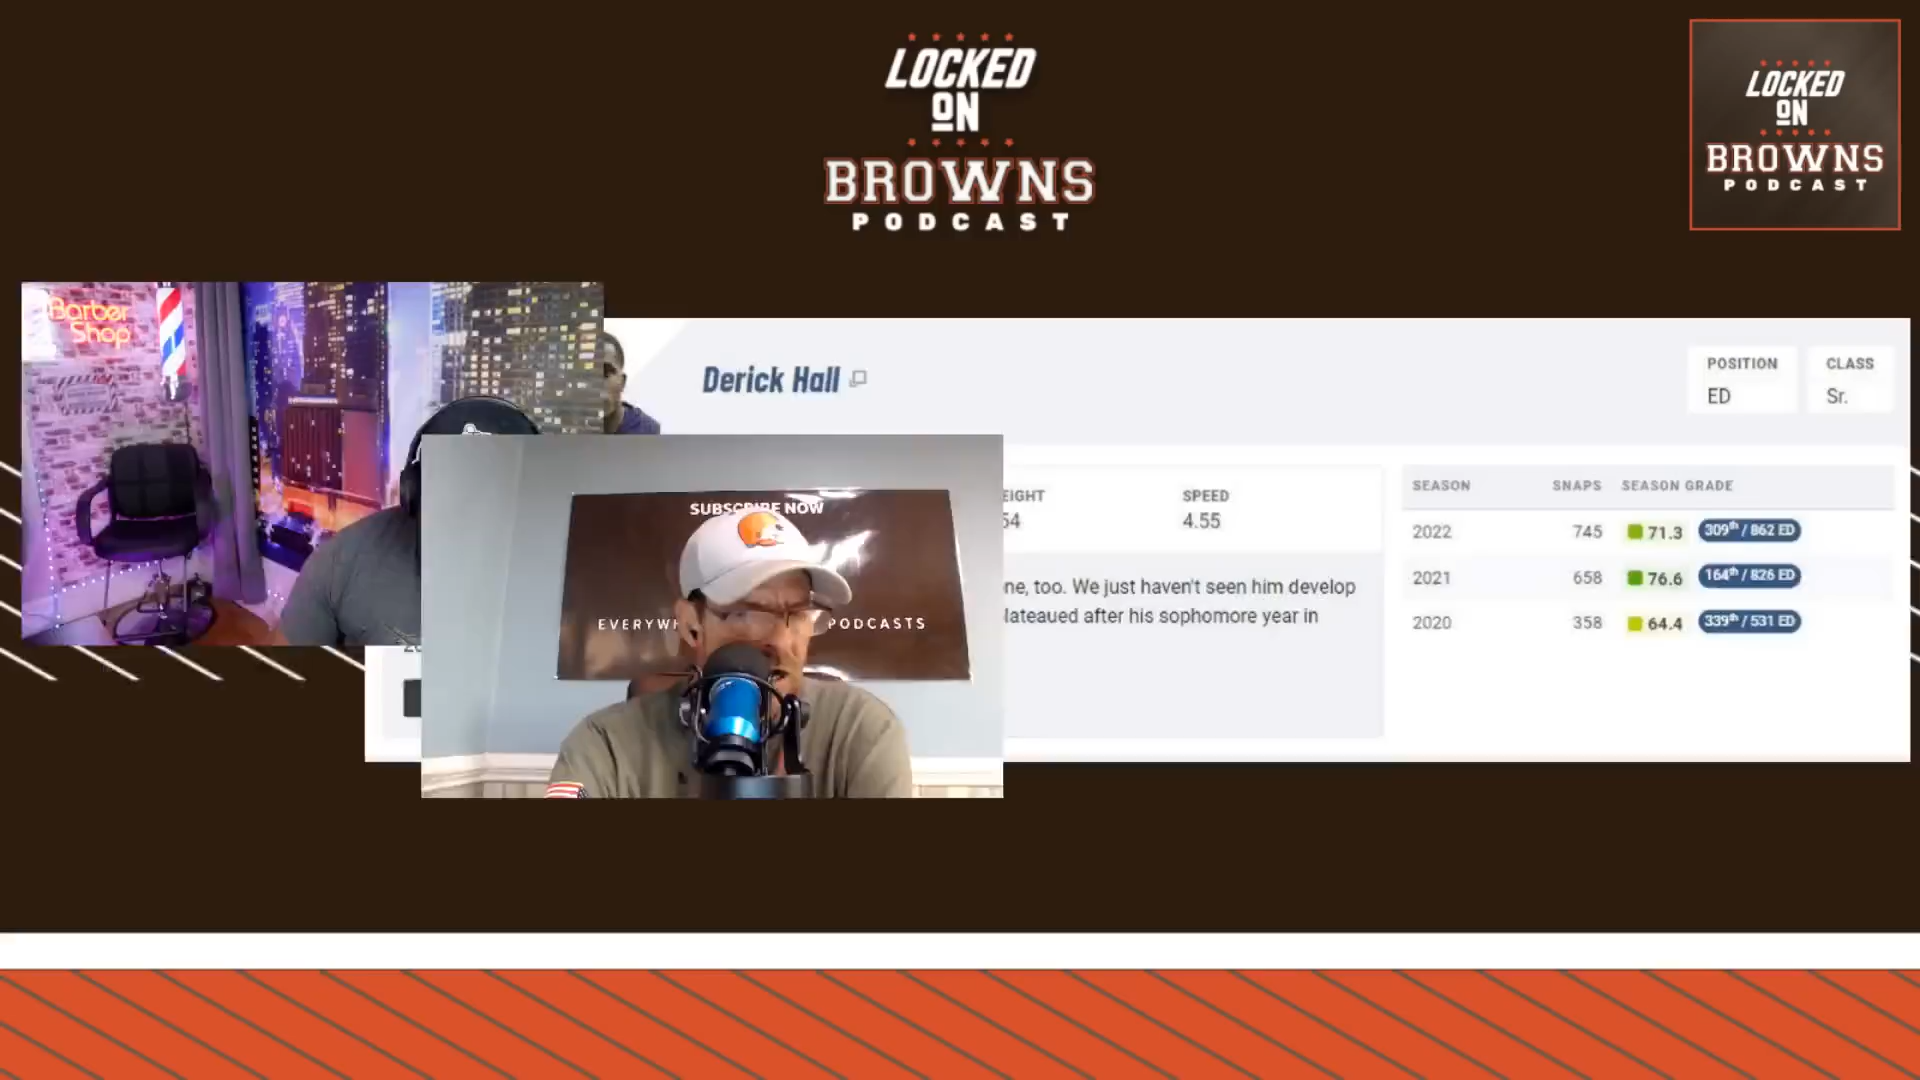 LOCKED
ON
BROWNS
PODCAST
LOCKED
ON
BROWNS
PODCAST
Barber
Shop
Derick Hall
POSITION
ED
CLASS
Sr.
SPEED
54
4.55
ne, too. We just haven't seen him develop
lateaued after his sophomore year in
SEASON SNAPS SEASON GRADE
2022 745 71.3 309th / 862 ED
2021 658 76.6 164th / 826 ED
2020 358 64.4 339th / 531 ED
SUBSCRIBE NOW
PODCASTS